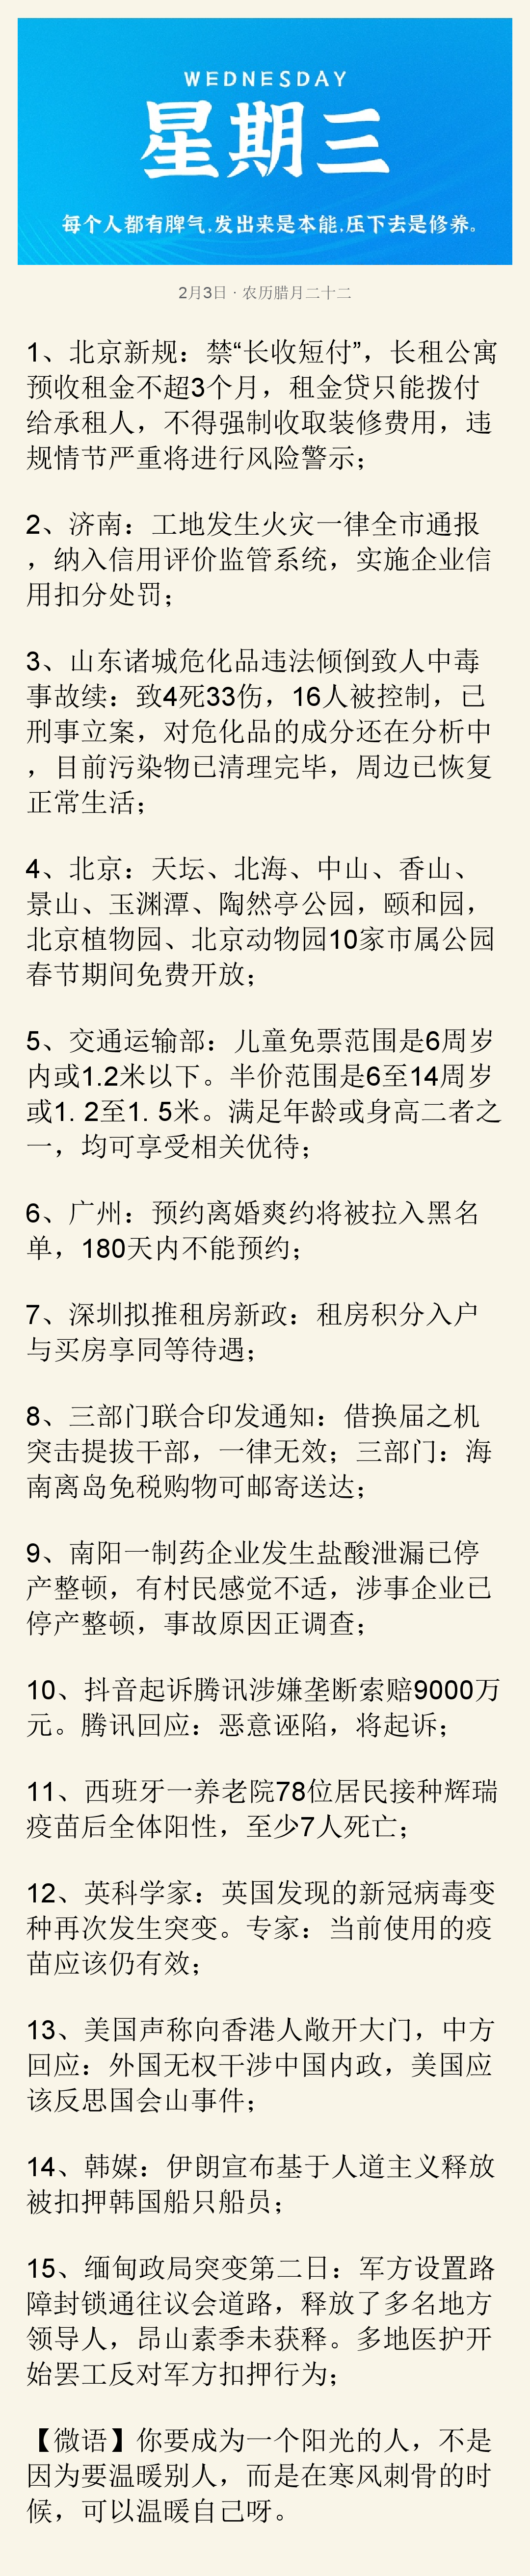 WEDNESDAY
星期三
每个人都有脾气,发出来是本能,压下去是修养。
2月3日 · 农历腊月二十二
1、北京新规：禁“长收短付”，长租公寓
预收租金不超3个月，租金贷只能拨付
给承租人，不得强制收取装修费用，违
规情节严重将进行风险警示；
2、济南：工地发生火灾一律全市通报
，纳入信用评价监管系统，实施企业信
用扣分处罚；
3、山东诸城危化品违法倾倒致人中毒
事故续：致4死33伤，16人被控制，已
刑事立案，对危化品的成分还在分析中
，目前污染物已清理完毕，周边已恢复
正常生活；
4、北京：天坛、北海、中山、香山、
景山、玉渊潭、陶然亭公园，颐和园，
北京植物园、北京动物园10家市属公园
春节期间免费开放；
5、交通运输部：儿童免票范围是6周岁
内或1.2米以下。半价范围是6至14周岁
或1. 2至1. 5米。满足年龄或身高二者之
一，均可享受相关优待；
6、广州：预约离婚爽约将被拉入黑名
单，180天内不能预约；
7、深圳拟推租房新政：租房积分入户
与买房享同等待遇；
8、三部门联合印发通知：借换届之机
突击提拔干部，一律无效；三部门：海
南离岛免税购物可邮寄送达；
9、南阳一制药企业发生盐酸泄漏已停
产整顿，有村民感觉不适，涉事企业已
停产整顿，事故原因正调查；
10、抖音起诉腾讯涉嫌垄断索赔9000万
元。腾讯回应：恶意诬陷，将起诉；
11、西班牙一养老院78位居民接种辉瑞
疫苗后全体阳性，至少7人死亡；
12、英科学家：英国发现的新冠病毒变
种再次发生突变。专家：当前使用的疫
苗应该仍有效；
13、美国声称向香港人敞开大门，中方
回应：外国无权干涉中国内政，美国应
该反思国会山事件；
14、韩媒：伊朗宣布基于人道主义释放
被扣押韩国船只船员；
15、缅甸政局突变第二日：军方设置路
障封锁通往议会道路，释放了多名地方
领导人，昂山素季未获释。多地医护开
始罢工反对军方扣押行为；
【微语】你要成为一个阳光的人，不是
因为要温暖别人，而是在寒风刺骨的时
候，可以温暖自己呀。